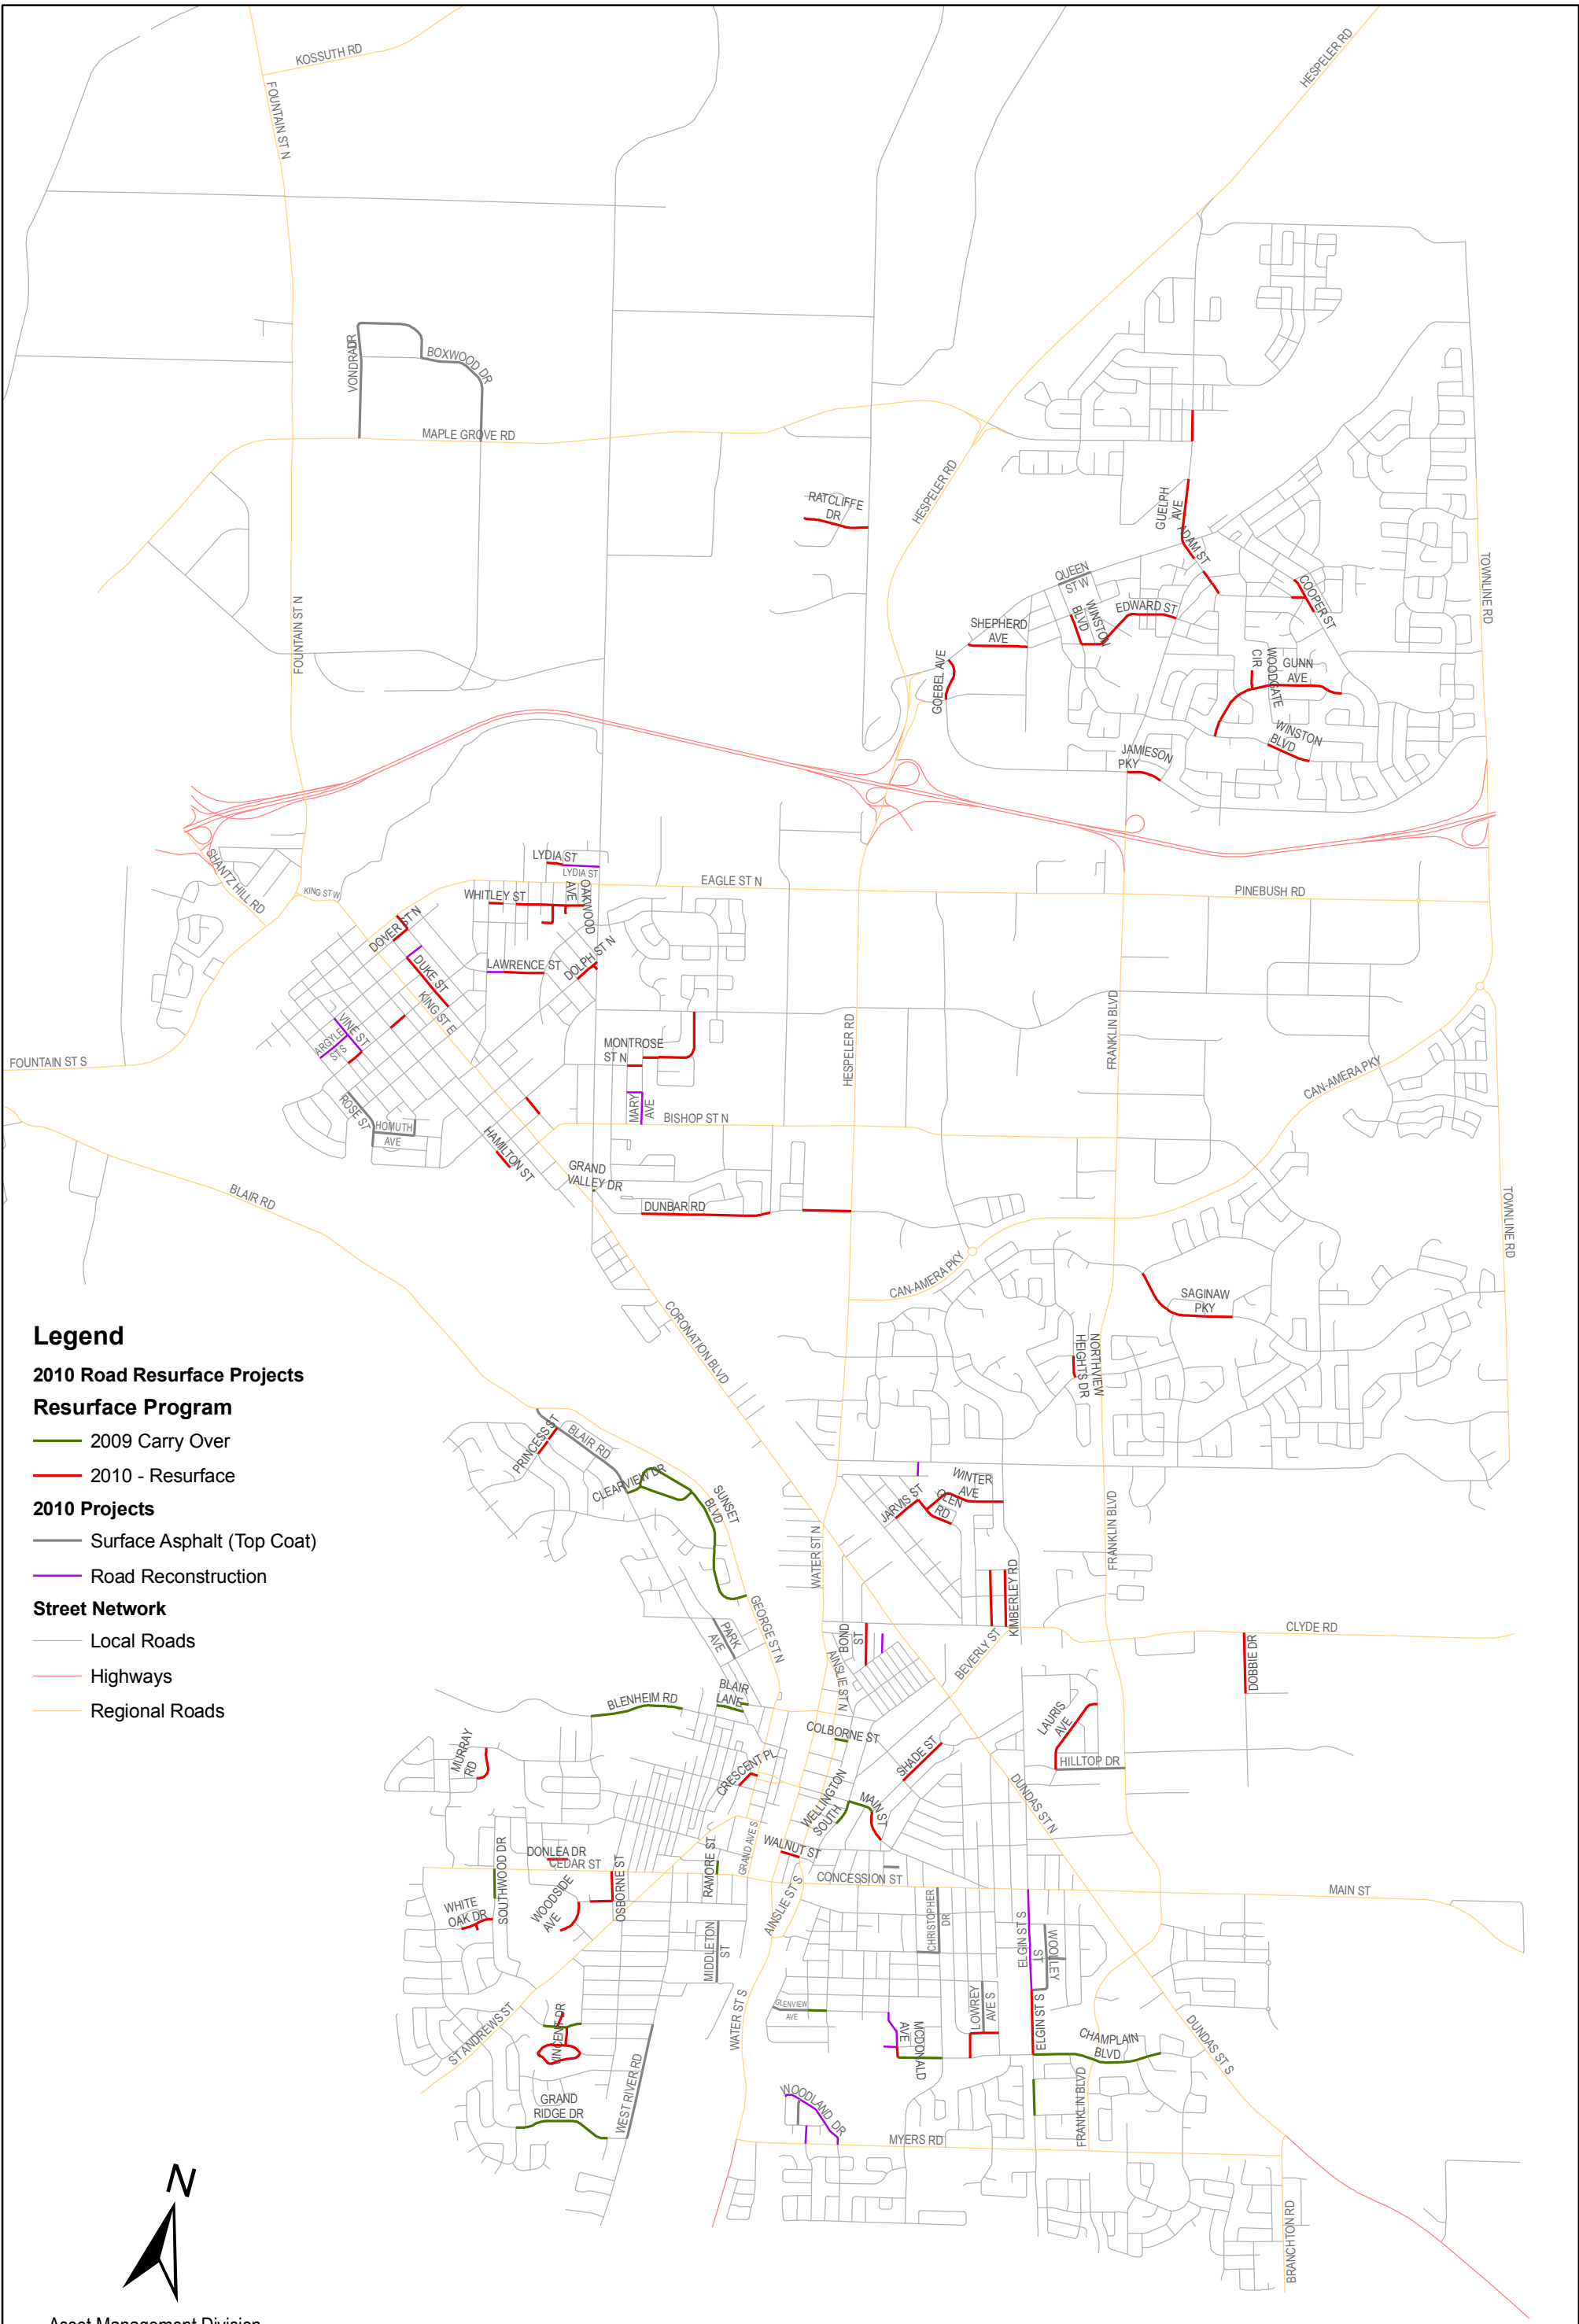 KOSSUTH RD
HESPELER RD
FOUNTAIN ST N
VONDRAU DR
BOXWOOD DR
MAPLE GROVE RD
HESPELER RD
RATCLIFFE
DR
GUELPH
AVE
ADAM ST
QUEEN
ST W
COOPER ST
TOWNLINE RD
WINSTON
BLVD
EDWARD ST
SHEPHERD
AVE
FOUNTAIN ST N
GOEBEL AVE
WOODGATE
CIR
GUNN
AVE
WINSTON
BLVD
JAMIESON
PKY
SHANTZ HILL RD
KING ST W
LYDIA ST
LYDIA ST
EAGLE ST N
PINEBUSH RD
WHITLEY ST
OAKWOOD
AVE
DOVER ST N
DUKE ST
LAWRENCE ST
DOLPH ST N
KING ST E
VINE ST
ARGYLE
ST S
MONTROSE
ST N
HESPELER RD
FRANKLIN BLVD
CAN-AMERA PKY
FOUNTAIN ST S
ROSE ST
HOMUTH
AVE
MARY
AVE
BISHOP ST N
HAMILTON ST
GRAND
VALLEY DR
DUNBAR RD
BLAIR RD
TOWNLINE RD
CAN-AMERA PKY
SAGINAW
PKY
CORONATION BLVD
NORTHVIEW
HEIGHTS DR
Legend
2010 Road Resurface Projects
Resurface Program
2009 Carry Over
2010 - Resurface
2010 Projects
Surface Asphalt (Top Coat)
Road Reconstruction
Street Network
Local Roads
Highways
Regional Roads
PRINCESS ST
BLAIR RD
CLEARVIEW DR
SUNSET
BLVD
WINTER
AVE
JARVIS ST
GLEN
RD
WATER ST N
FRANKLIN BLVD
KIMBERLEY RD
GEORGE ST N
PARK
AVE
BOND
ST
AINSLIE ST N
BEVERLY ST
CLYDE RD
DOBBIE DR
BLENHEIM RD
BLAIR
LANE
LAURIS
AVE
COLBORNE ST
SHADE ST
HILLTOP DR
MURRAY
RD
CRESCENT PL
WELLINGTON
SOUTH
MAIN ST
DUNDAS ST N
WALNUT ST
GRAND AVE S
DONLEA DR
CEDAR ST
SOUTHWOOD DR
OSBORNE ST
RAMORE ST
CONCESSION ST
MAIN ST
WHITE
OAK DR
WOODSIDE
AVE
AINSLIE ST S
CHRISTOPHER
DR
ELGIN ST S
WOOLLEY
ST
MIDDLETON
ST
GLENVIEW
AVE
LOWREY
AVE S
MCDONALD
AVE
ELGIN ST S
CHAMPLAIN
BLVD
DUNDAS ST S
ST ANDREWS ST
VINCENT DR
WATER ST S
WEST RIVER RD
GRAND
RIDGE DR
WOODLAND DR
FRANKLIN BLVD
MYERS RD
BRANCHTON RD
N
Asset Management Division